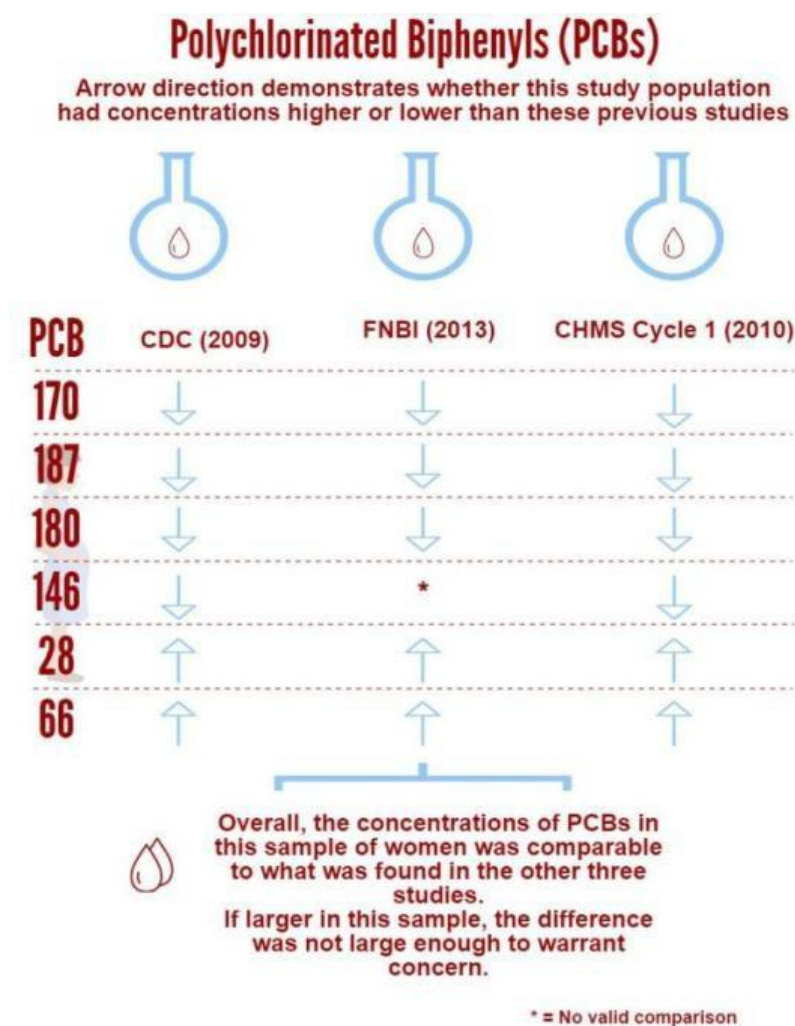 Polychlorinated Biphenyls (PCBs)
Arrow direction demonstrates whether this study population
had concentrations higher or lower than these previous studies
PCB CDC (2009) FNBI (2013) CHMS Cycle 1 (2010)
170
187
180
146 *
28
66
Overall, the concentrations of PCBs in
this sample of women was comparable
to what was found in the other three
studies.
If larger in this sample, the difference
was not large enough to warrant
concern.
* = No valid comparison